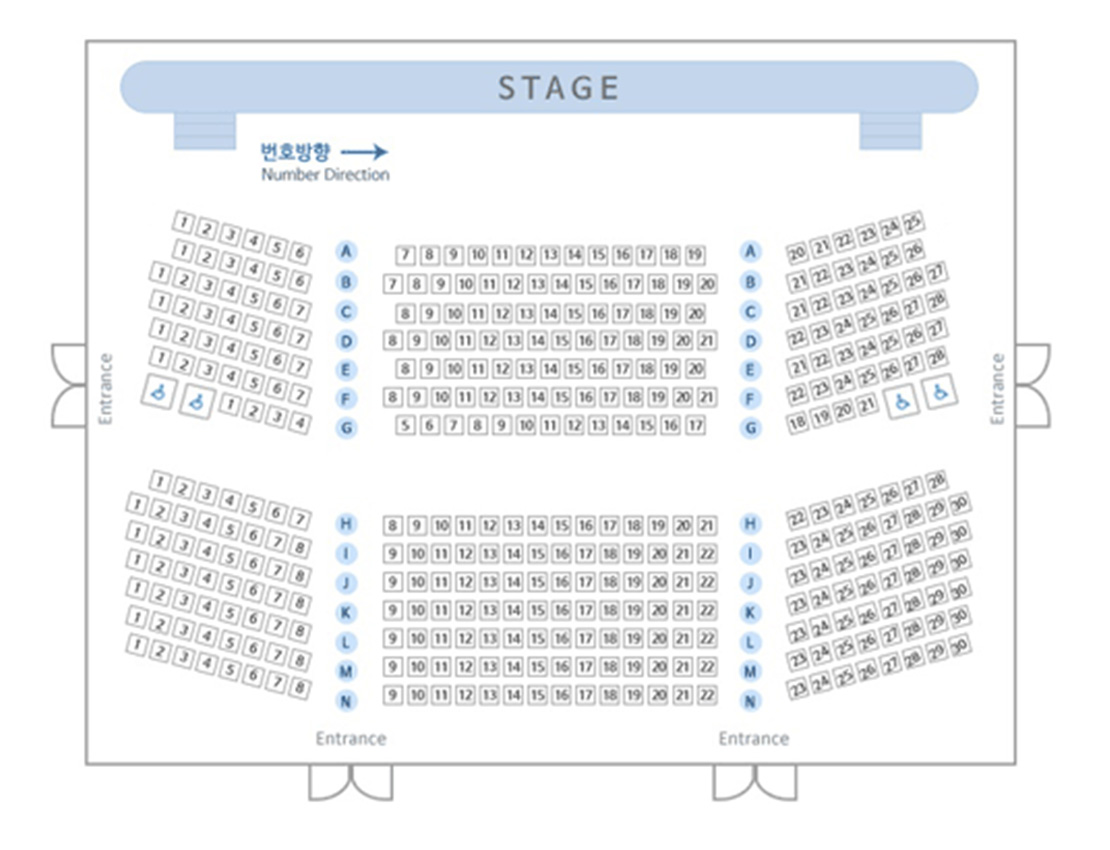 STAGE
번호방향
Number Direction
1 2 3 4 5 6 A 7 8 9 10 11 12 13 14 15 16 17 18 19 A 20 21 22 23 24 25
1 2 3 4 5 6 B 7 8 9 10 11 12 13 14 15 16 17 18 19 20 B 21 22 23 24 25 26
1 2 3 4 5 6 7 C 8 9 10 11 12 13 14 15 16 17 18 19 20 C 21 22 23 24 25 26 27
1 2 3 4 5 6 7 D 8 9 10 11 12 13 14 15 16 17 18 19 20 21 D 22 23 24 25 26 27 28
1 2 3 4 5 6 7 E 8 9 10 11 12 13 14 15 16 17 18 19 20 E 21 22 23 24 25 26 27
1 2 3 4 5 6 7 F 8 9 10 11 12 13 14 15 16 17 18 19 20 21 F 22 23 24 25 26 27 28
1 2 3 4 G 5 6 7 8 9 10 11 12 13 14 15 16 17 G 18 19 20 21
Entrance
Entrance
1 2 3 4 5 6 7 H 8 9 10 11 12 13 14 15 16 17 18 19 20 21 H 22 23 24 25 26 27 28
1 2 3 4 5 6 7 8 I 9 10 11 12 13 14 15 16 17 18 19 20 21 22 I 23 24 25 26 27 28 29 30
1 2 3 4 5 6 7 8 J 9 10 11 12 13 14 15 16 17 18 19 20 21 22 J 23 24 25 26 27 28 29 30
1 2 3 4 5 6 7 8 K 9 10 11 12 13 14 15 16 17 18 19 20 21 22 K 23 24 25 26 27 28 29 30
1 2 3 4 5 6 7 8 L 9 10 11 12 13 14 15 16 17 18 19 20 21 22 L 23 24 25 26 27 28 29 30
1 2 3 4 5 6 7 8 M 9 10 11 12 13 14 15 16 17 18 19 20 21 22 M 23 24 25 26 27 28 29 30
1 2 3 4 5 6 7 8 N 9 10 11 12 13 14 15 16 17 18 19 20 21 22 N 23 24 25 26 27 28 29 30
Entrance
Entrance